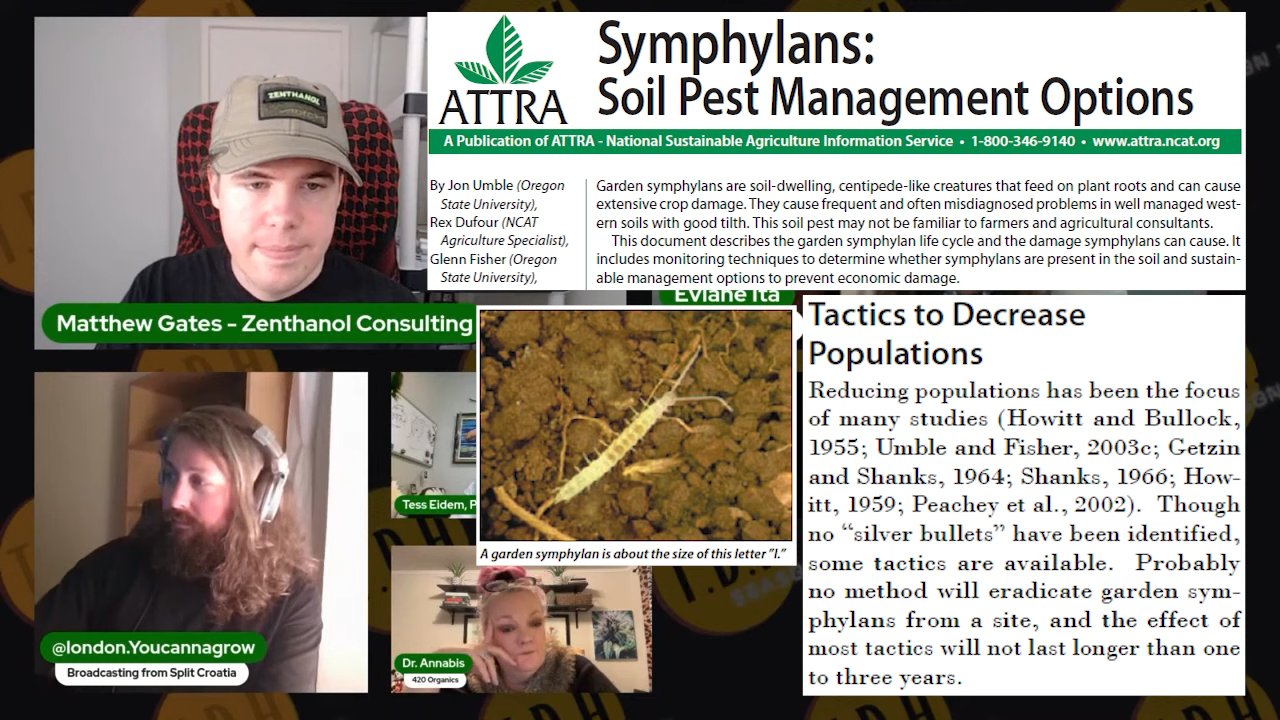 ZENTHANOL
ATTRA
Symphylans:
Soil Pest Management Options
A Publication of ATTRA - National Sustainable Agriculture Information Service • 1-800-346-9140 • www.attra.ncat.org
By Jon Umble (Oregon
State University),
Rex Dufour (NCAT
Agriculture Specialist),
Glenn Fisher (Oregon
State University),
Garden symphylans are soil-dwelling, centipede-like creatures that feed on plant roots and can cause
extensive crop damage. They cause frequent and often misdiagnosed problems in well managed west-
ern soils with good tilth. This soil pest may not be familiar to farmers and agricultural consultants.
This document describes the garden symphylan life cycle and the damage symphylans can cause. It
includes monitoring techniques to determine whether symphylans are present in the soil and sustain-
able management options to prevent economic damage.
Matthew Gates - Zenthanol Consulting
Eviane Ita
Tactics to Decrease
Populations
Reducing populations has been the focus
of many studies (Howitt and Bullock,
1955; Umble and Fisher, 2003c; Getzin
and Shanks, 1964; Shanks, 1966; How-
itt, 1959; Peachey et al., 2002). Though
no “silver bullets” have been identified,
some tactics are available. Probably
no method will eradicate garden sym-
phylans from a site, and the effect of
most tactics will not last longer than one
to three years.
Tess Eidem, P
A garden symphylan is about the size of this letter "I."
@london.Youcannagrow
Broadcasting from Split Croatia
Dr. Annabis
420 Organics